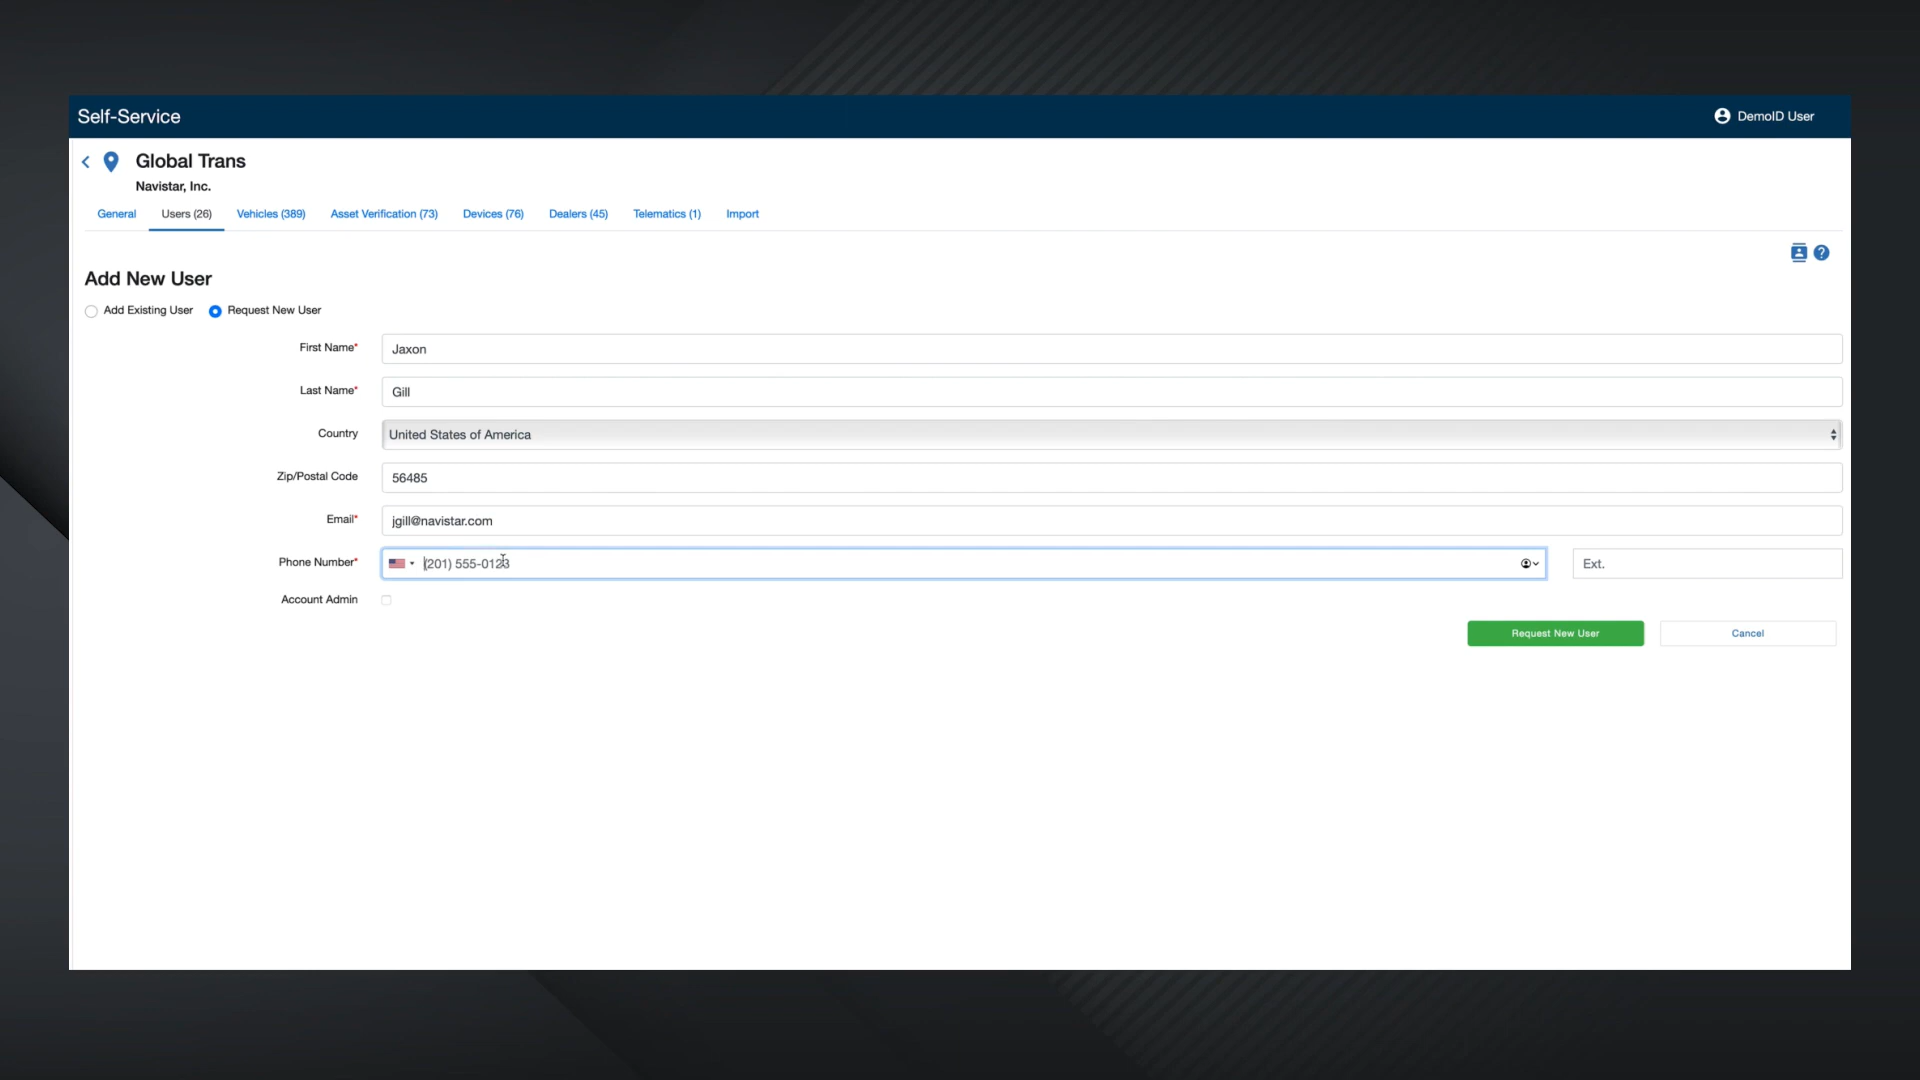 Self-Service
DemoID User
Global Trans
Navistar, Inc.
General Users (26) Vehicles (389) Asset Verification (73) Devices (76) Dealers (45) Telematics (1) Import
Add New User
Add Existing User Request New User
First Name* Jaxon
Last Name* Gill
Country United States of America
Zip/Postal Code 56485
Email* jgill@navistar.com
Phone Number* (201) 555-0123 Ext.
Account Admin
Request New User Cancel